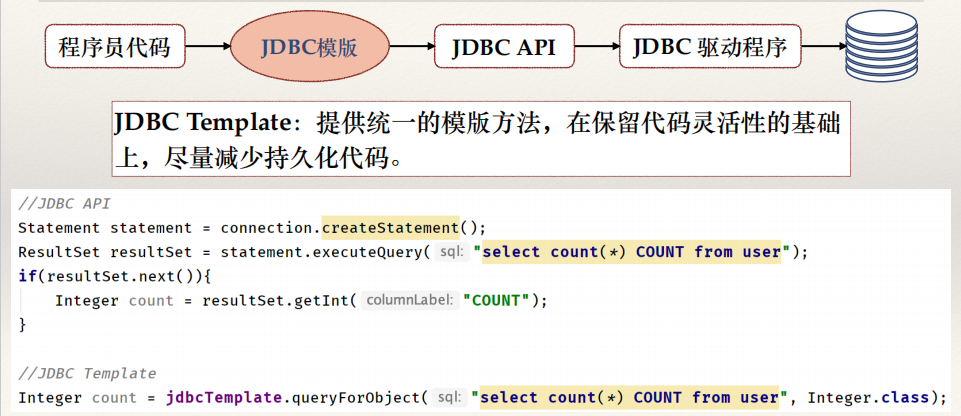 程序员代码
JDBC模版
JDBC API
JDBC 驱动程序
JDBC Template：提供统一的模版方法，在保留代码灵活性的基础
上，尽量减少持久化代码。
//JDBC API
Statement statement = connection.createStatement();
ResultSet resultSet = statement.executeQuery( sql: "select count(*) COUNT from user");
if(resultSet.next()){
    Integer count = resultSet.getInt( columnLabel: "COUNT");
}
//JDBC Template
Integer count = jdbcTemplate.queryForObject( sql: "select count(*) COUNT from user", Integer.class);